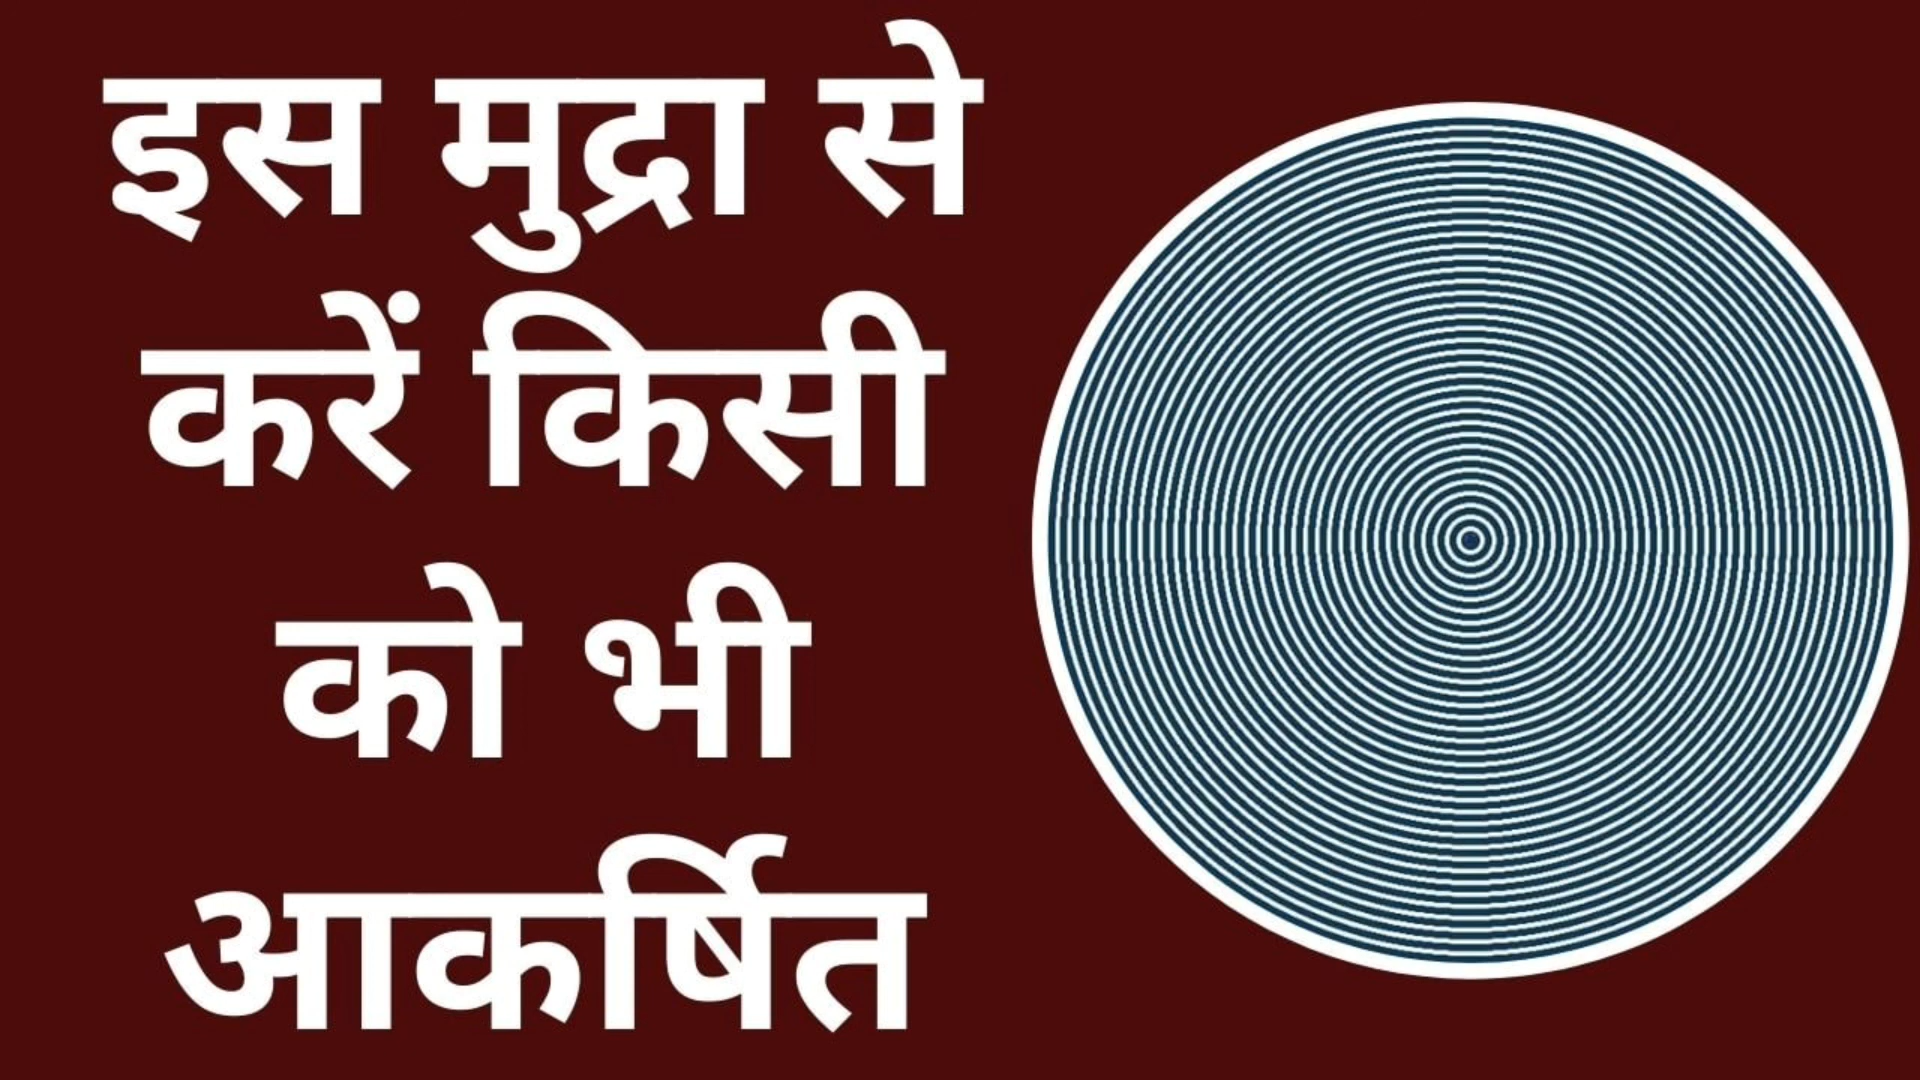 इस मुद्रा से
करें किसी
को भी
आकर्षित